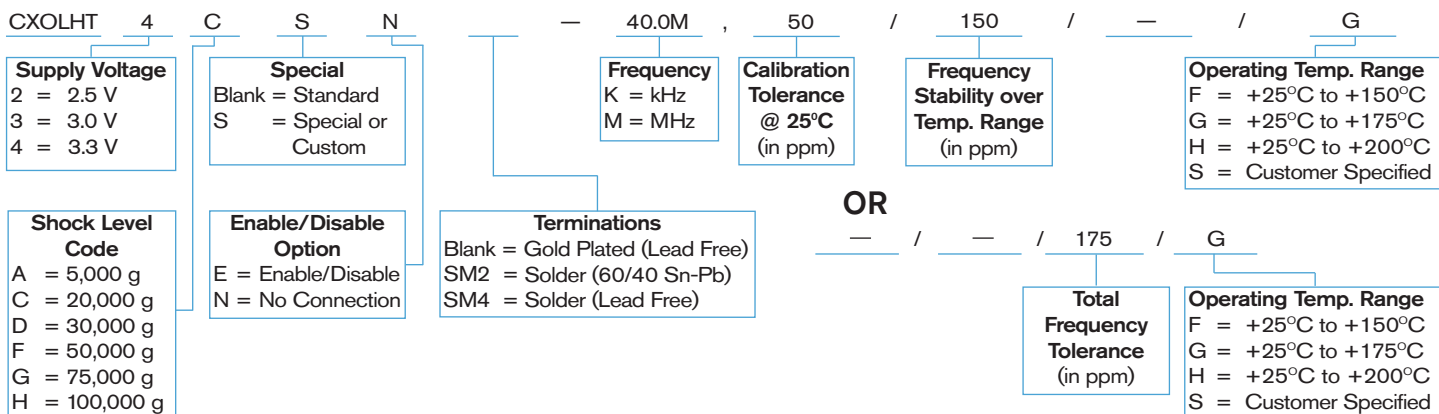 CXOLHT 4 C S N — 40.0M , 50 / 150 / — / G
Supply Voltage
2 = 2.5 V
3 = 3.0 V
4 = 3.3 V
Special
Blank = Standard
S = Special or
Custom
Frequency
K = kHz
M = MHz
Calibration
Tolerance
@ 25°C
(in ppm)
Frequency
Stability over
Temp. Range
(in ppm)
Operating Temp. Range
F = +25°C to +150°C
G = +25°C to +175°C
H = +25°C to +200°C
S = Customer Specified
Shock Level
Code
A = 5,000 g
C = 20,000 g
D = 30,000 g
F = 50,000 g
G = 75,000 g
H = 100,000 g
Enable/Disable
Option
E = Enable/Disable
N = No Connection
Terminations
Blank = Gold Plated (Lead Free)
SM2 = Solder (60/40 Sn-Pb)
SM4 = Solder (Lead Free)
OR
— / — / 175 / G
Total
Frequency
Tolerance
(in ppm)
Operating Temp. Range
F = +25°C to +150°C
G = +25°C to +175°C
H = +25°C to +200°C
S = Customer Specified